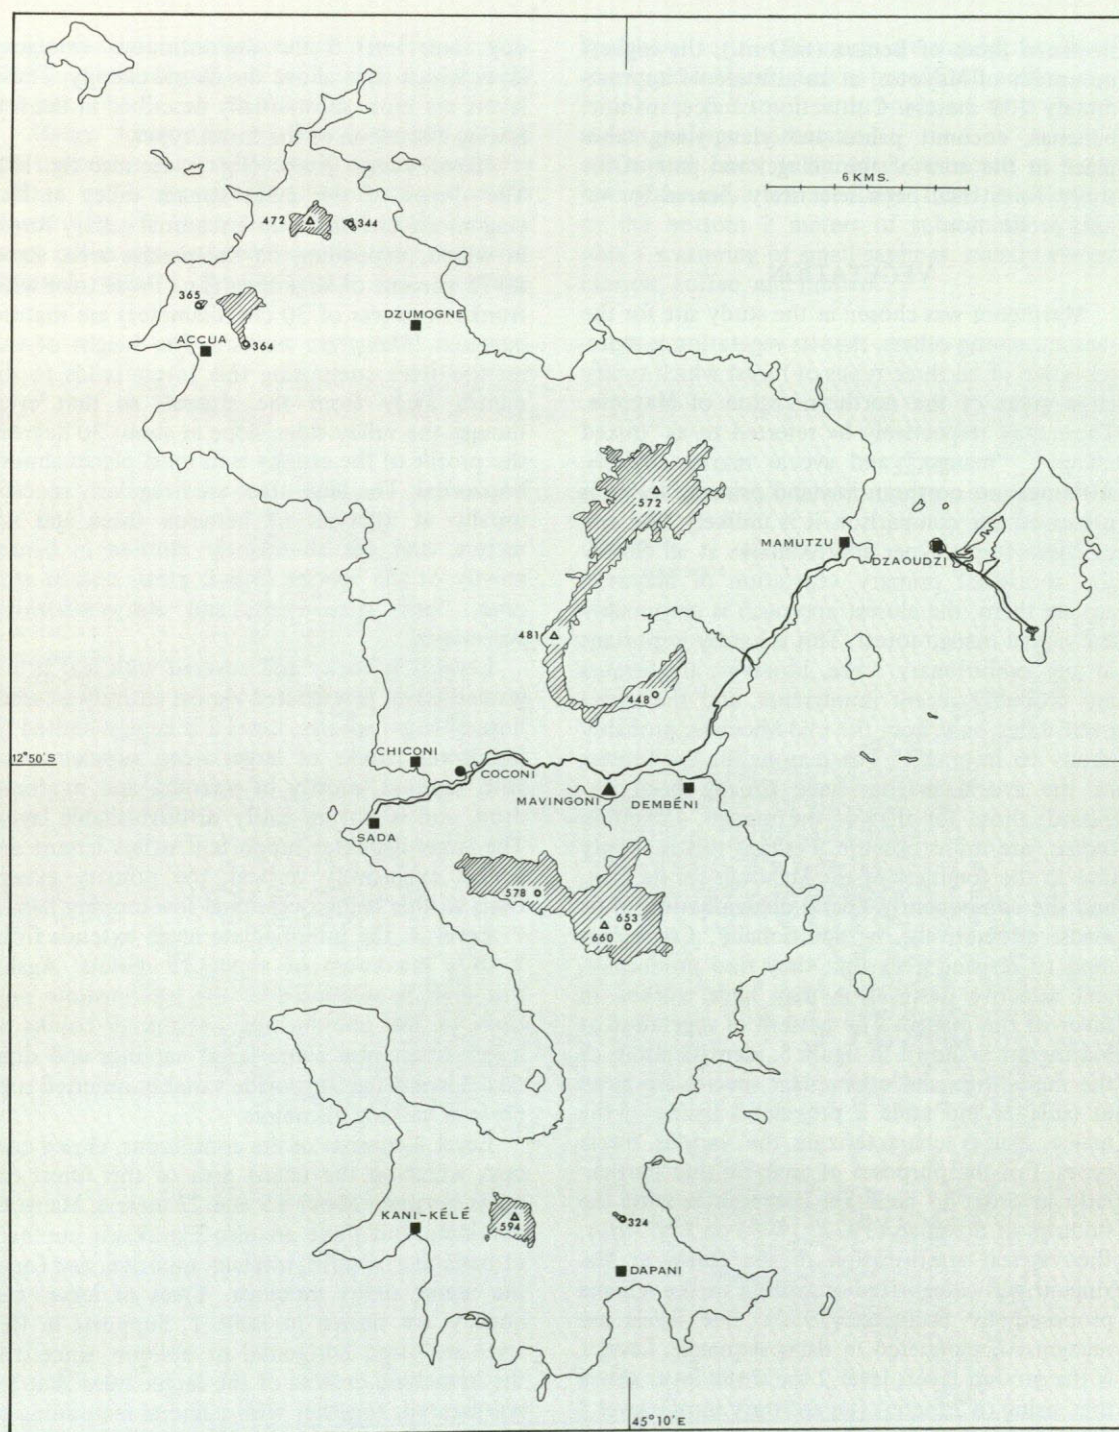 6 KMS.
472
344
365
DZUMOGNE
ACCUA
364
572
MAMUTZU
DZAOUDZI
481
448
12°50'S
CHICONI
COCONI
MAVINGONI
DEMBÉNI
SADA
578
653
660
KANI-KÉLÉ
594
324
DAPANI
45°10'E